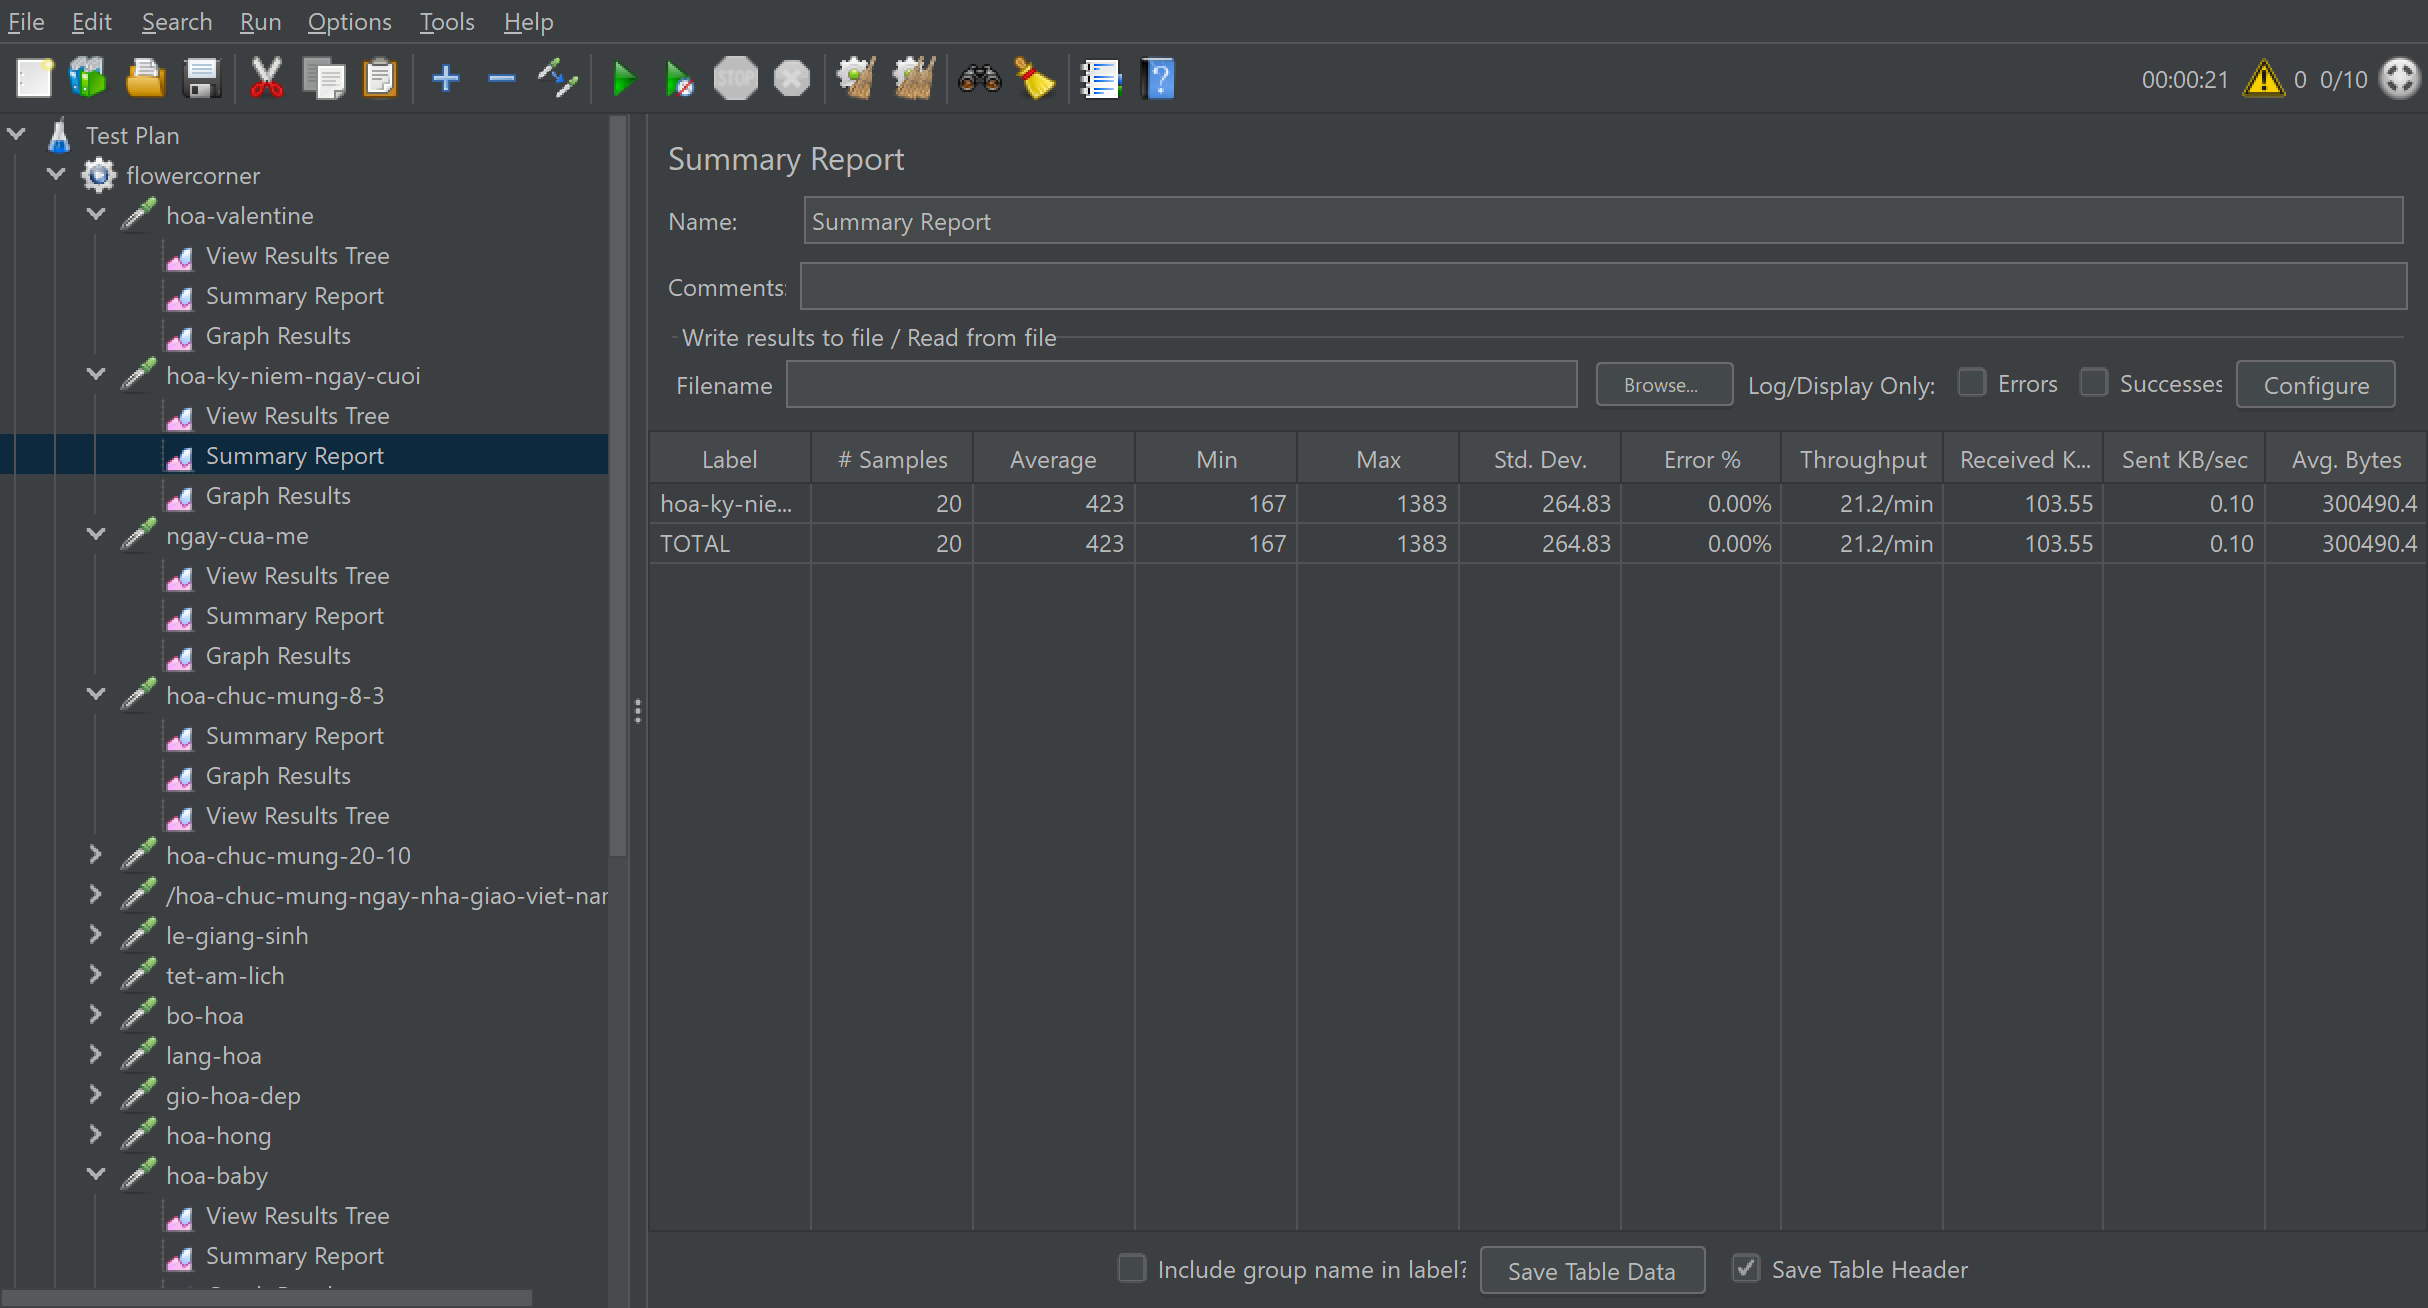 File Edit Search Run Options Tools Help
STOP
00:00:21 0 0/10
Test Plan
flowercorner
hoa-valentine
View Results Tree
Summary Report
Graph Results
hoa-ky-niem-ngay-cuoi
View Results Tree
Summary Report
Graph Results
ngay-cua-me
View Results Tree
Summary Report
Graph Results
hoa-chuc-mung-8-3
Summary Report
Graph Results
View Results Tree
hoa-chuc-mung-20-10
/hoa-chuc-mung-ngay-nha-giao-viet-nar
le-giang-sinh
tet-am-lich
bo-hoa
lang-hoa
gio-hoa-dep
hoa-hong
hoa-baby
View Results Tree
Summary Report
Summary Report
Name: Summary Report
Comments:
Write results to file / Read from file
Filename Browse... Log/Display Only: Errors Successes Configure
Label # Samples Average Min Max Std. Dev. Error % Throughput Received K... Sent KB/sec Avg. Bytes
hoa-ky-nie... 20 423 167 1383 264.83 0.00% 21.2/min 103.55 0.10 300490.4
TOTAL 20 423 167 1383 264.83 0.00% 21.2/min 103.55 0.10 300490.4
Include group name in label? Save Table Data Save Table Header